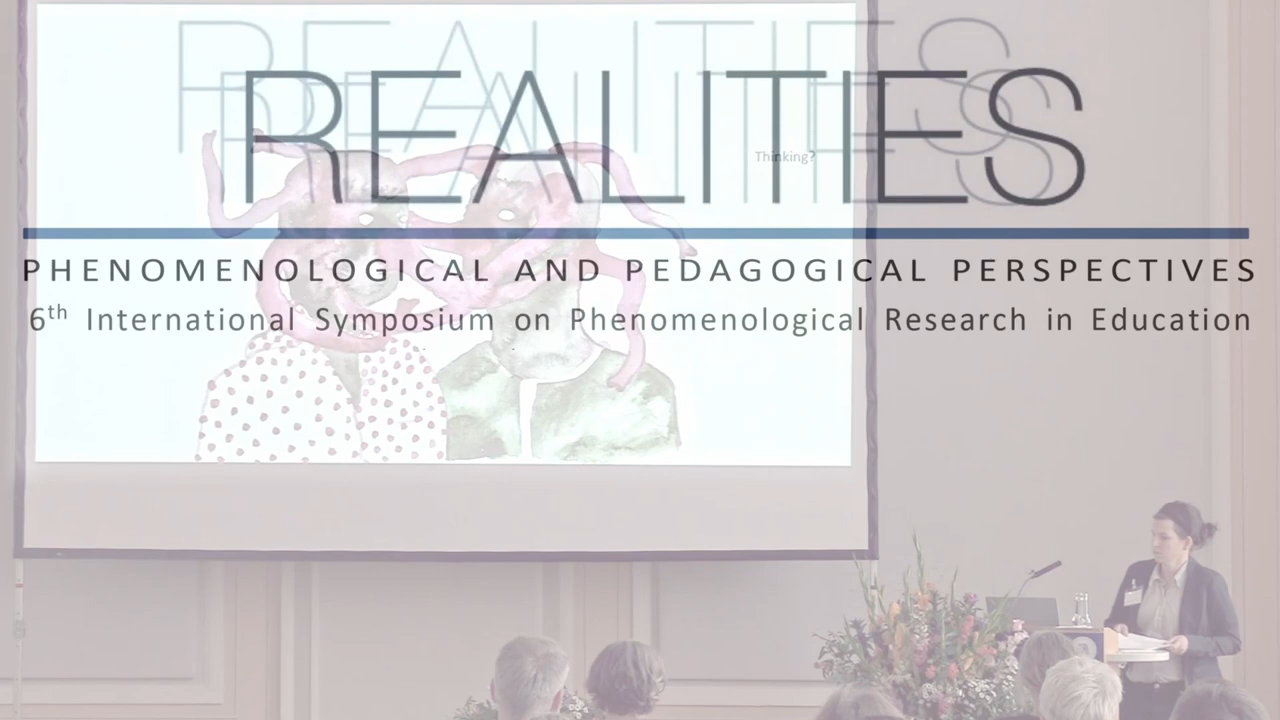 REALITIES
Thinking?
PHENOMENOLOGICAL AND PEDAGOGICAL PERSPECTIVES
6th International Symposium on Phenomenological Research in Education